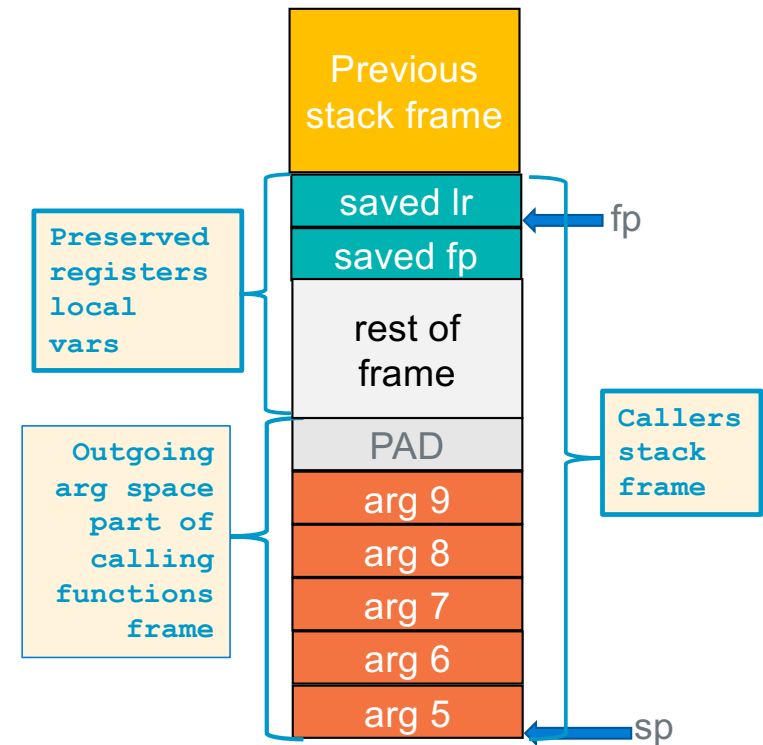 Previous
stack frame
saved lr
fp
saved fp
Preserved
registers
local
vars
rest of
frame
PAD
Callers
stack
frame
Outgoing
arg space
part of
calling
functions
frame
arg 9
arg 8
arg 7
arg 6
arg 5
sp